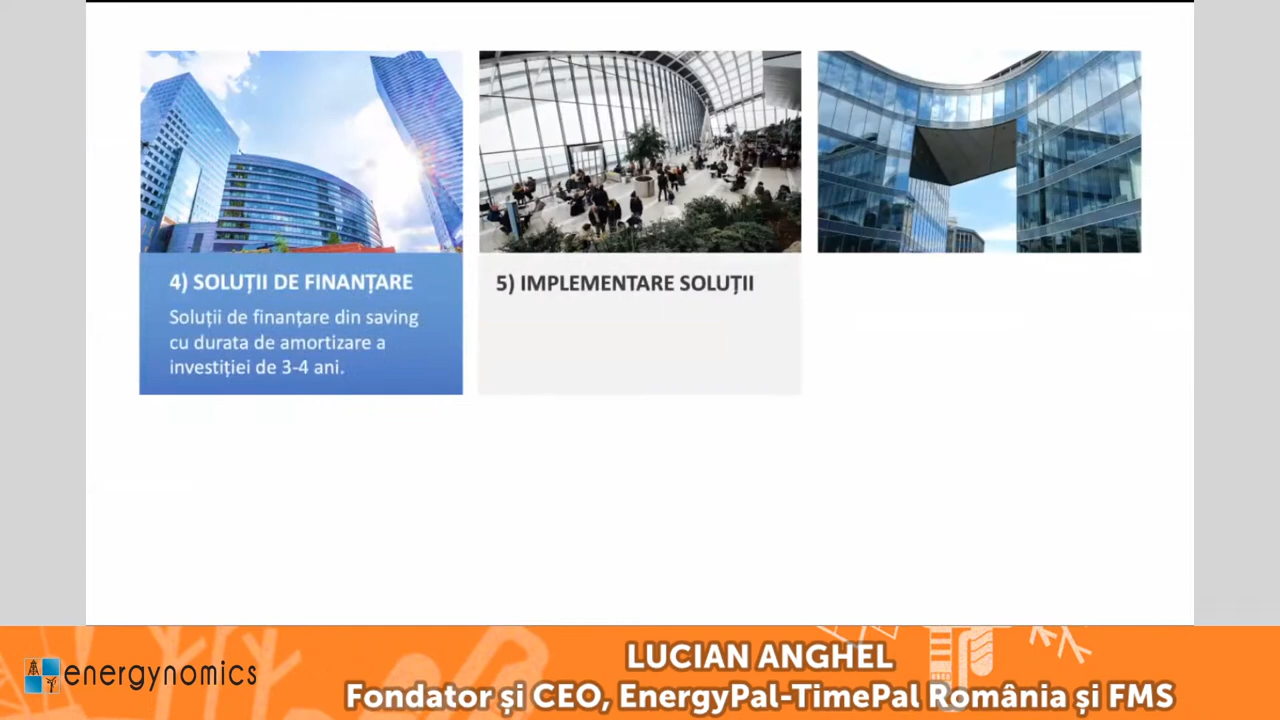 4) SOLUȚII DE FINANȚARE
Soluții de finanțare din saving
cu durata de amortizare a
investiției de 3-4 ani.
5) IMPLEMENTARE SOLUȚII
energynomics
LUCIAN ANGHEL
Fondator și CEO, EnergyPal-TimePal România și FMS